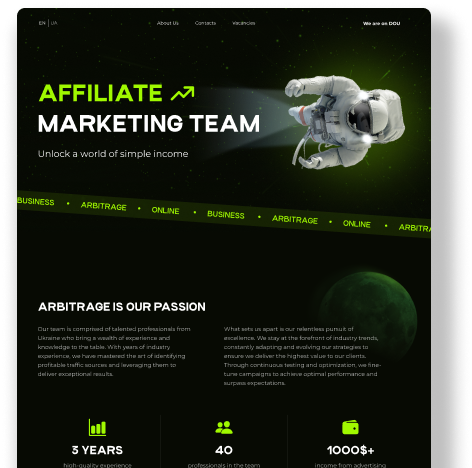 EN | UA
About Us Contacts Vacancies
We are on DOU
AFFILIATE
MARKETING TEAM
Unlock a world of simple income
BUSINESS • ARBITRAGE • ONLINE • BUSINESS • ARBITRAGE • ONLINE • ARBITRA
ARBITRAGE IS OUR PASSION
Our team is comprised of talented professionals from
Ukraine who bring a wealth of experience and
knowledge to the table. With years of industry
experience, we have mastered the art of identifying
profitable traffic sources and leveraging them to
deliver exceptional results.
What sets us apart is our relentless pursuit of
excellence. We stay at the forefront of industry trends,
constantly adapting and evolving our strategies to
ensure we deliver the highest value to our clients.
Through continuous testing and optimization, we fine-
tune campaigns to achieve optimal performance and
surpass expectations.
3 YEARS
high-quality experience
40
professionals in the team
1000$+
income from advertising